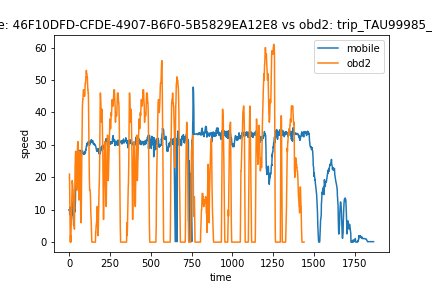 e: 46F10DFD-CFDE-4907-B6F0-5B5829EA12E8 vs obd2: trip_TAU99985_
mobile
obd2
speed
60
50
40
30
20
10
0
0 250 500 750 1000 1250 1500 1750
time